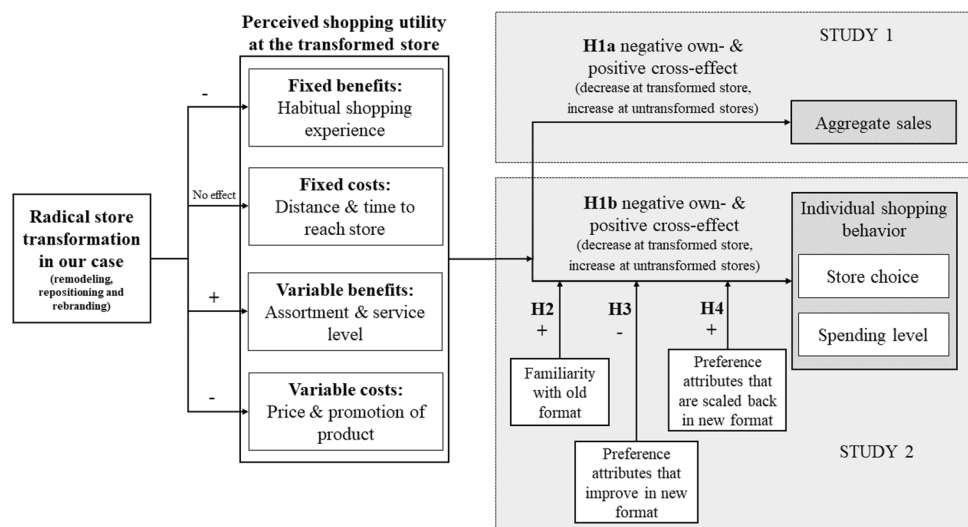 Perceived shopping utility
at the transformed store
Fixed benefits:
Habitual shopping
experience
Fixed costs:
Distance & time to
reach store
Variable benefits:
Assortment & service
level
Variable costs:
Price & promotion of
product
Radical store
transformation
in our case
(remodeling,
repositioning and
rebranding)
-
No effect
+
-
STUDY 1
H1a negative own- &
positive cross-effect
(decrease at transformed store,
increase at untransformed stores)
Aggregate sales
H1b negative own- &
positive cross-effect
(decrease at transformed store,
increase at untransformed stores)
Individual shopping
behavior
Store choice
Spending level
H2
+
H3
-
H4
+
Familiarity
with old
format
Preference
attributes that
improve in new
format
Preference
attributes that
are scaled back
in new format
STUDY 2